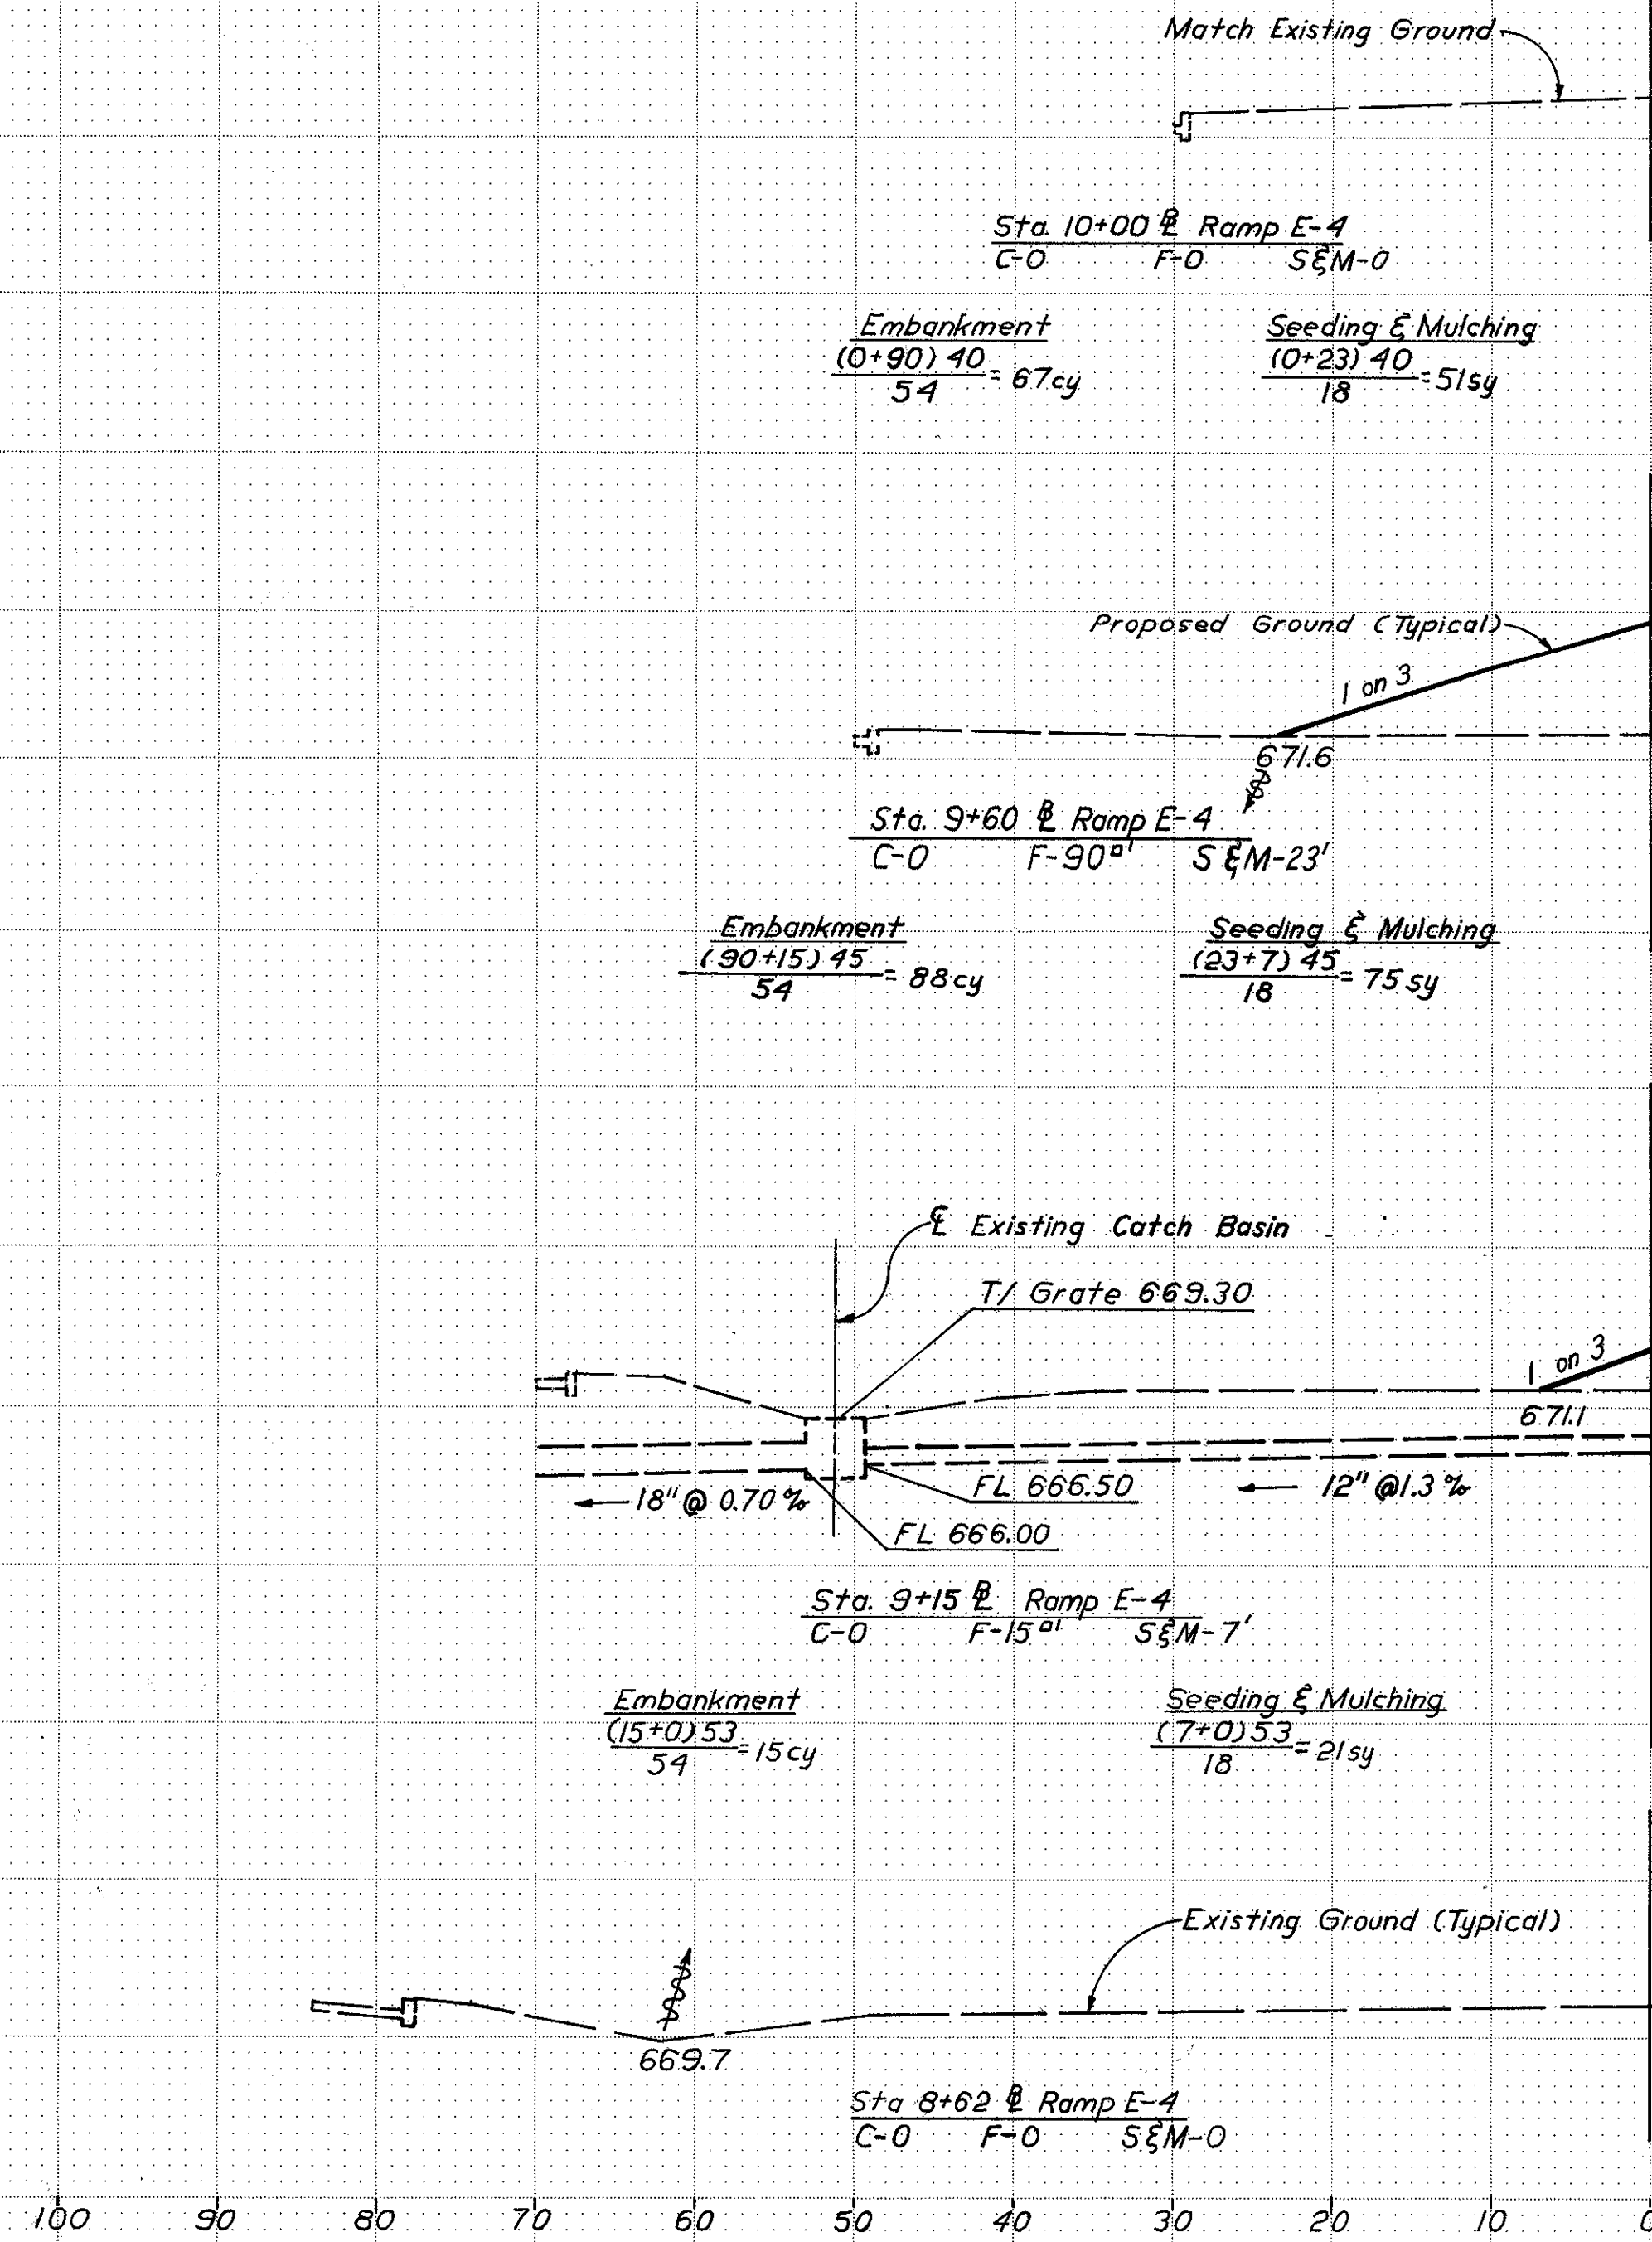 Match Existing Ground
Sta. 10+00 ⅊ Ramp E-4
C-0 F-0 S&M-0
Embankment
(0+90) 40
54
= 67cy
Seeding & Mulching
(0+23) 40
18
=51sy
Proposed Ground (Typical)
1 on 3
671.6
Sta. 9+60 ⅊ Ramp E-4
C-0 F-90□' S&M-23'
Embankment
(90+15) 45
54
= 88cy
Seeding & Mulching
(23+7) 45
18
= 75 sy
℄ Existing Catch Basin
T/ Grate 669.30
1 on 3
671.1
FL 666.50
18" @ 0.70 %
12" @1.3 %
FL 666.00
Sta. 9+15 ⅊ Ramp E-4
C-0 F-15□' S&M-7'
Embankment
(15+0) 53
54
=15cy
Seeding & Mulching
(7+0) 53
18
=21sy
Existing Ground (Typical)
669.7
Sta 8+62 ⅊ Ramp E-4
C-0 F-0 S&M-0
100 90 80 70 60 50 40 30 20 10 0